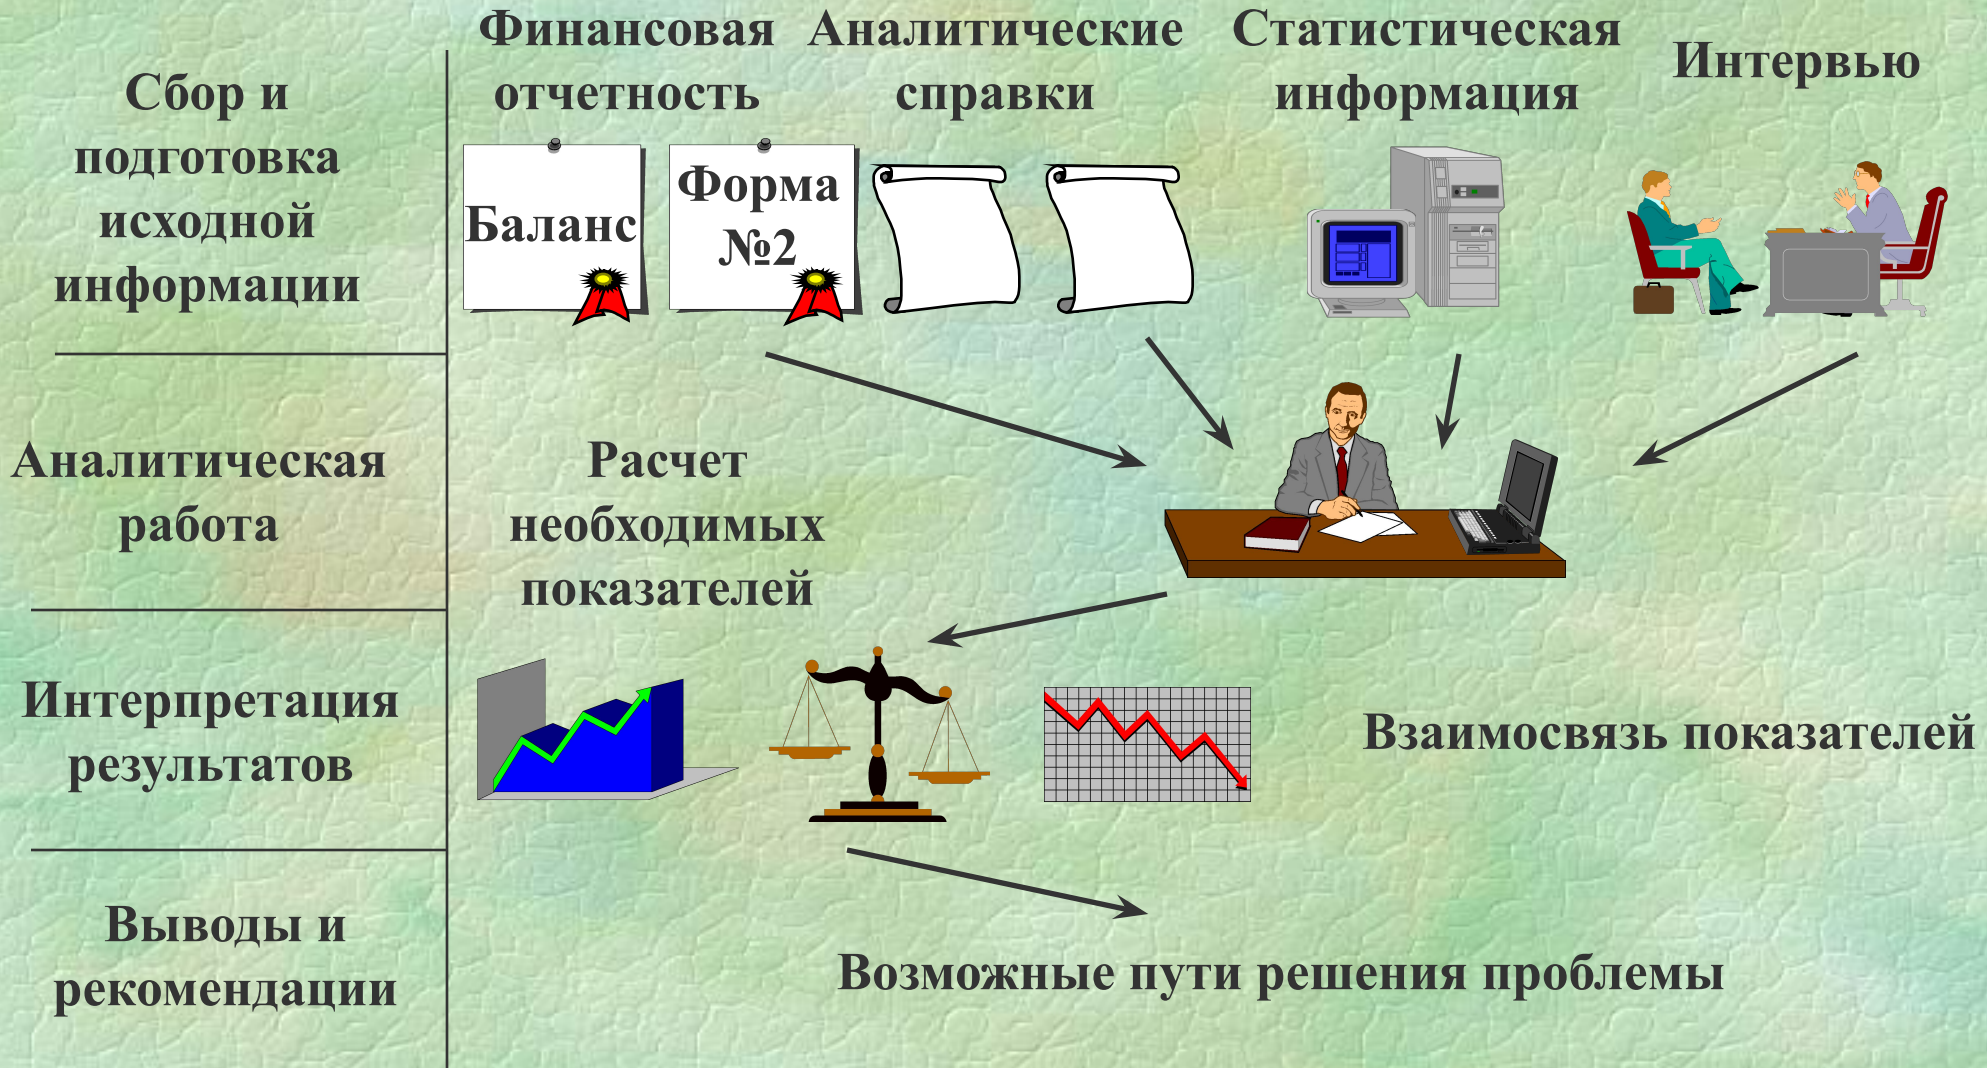 Финансовая
отчетность
Аналитические
справки
Статистическая
информация
Интервью
Сбор и
подготовка
исходной
информации
Баланс
Форма
№2
Аналитическая
работа
Расчет
необходимых
показателей
Интерпретация
результатов
Взаимосвязь показателей
Выводы и
рекомендации
Возможные пути решения проблемы